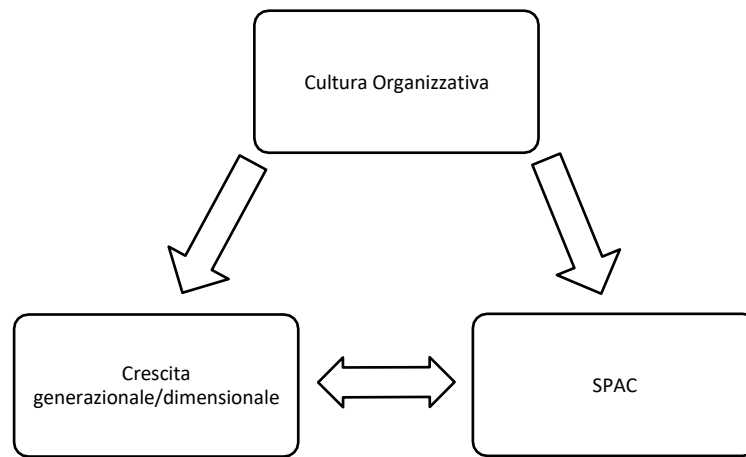 Cultura Organizzativa
Crescita
generazionale/dimensionale
SPAC